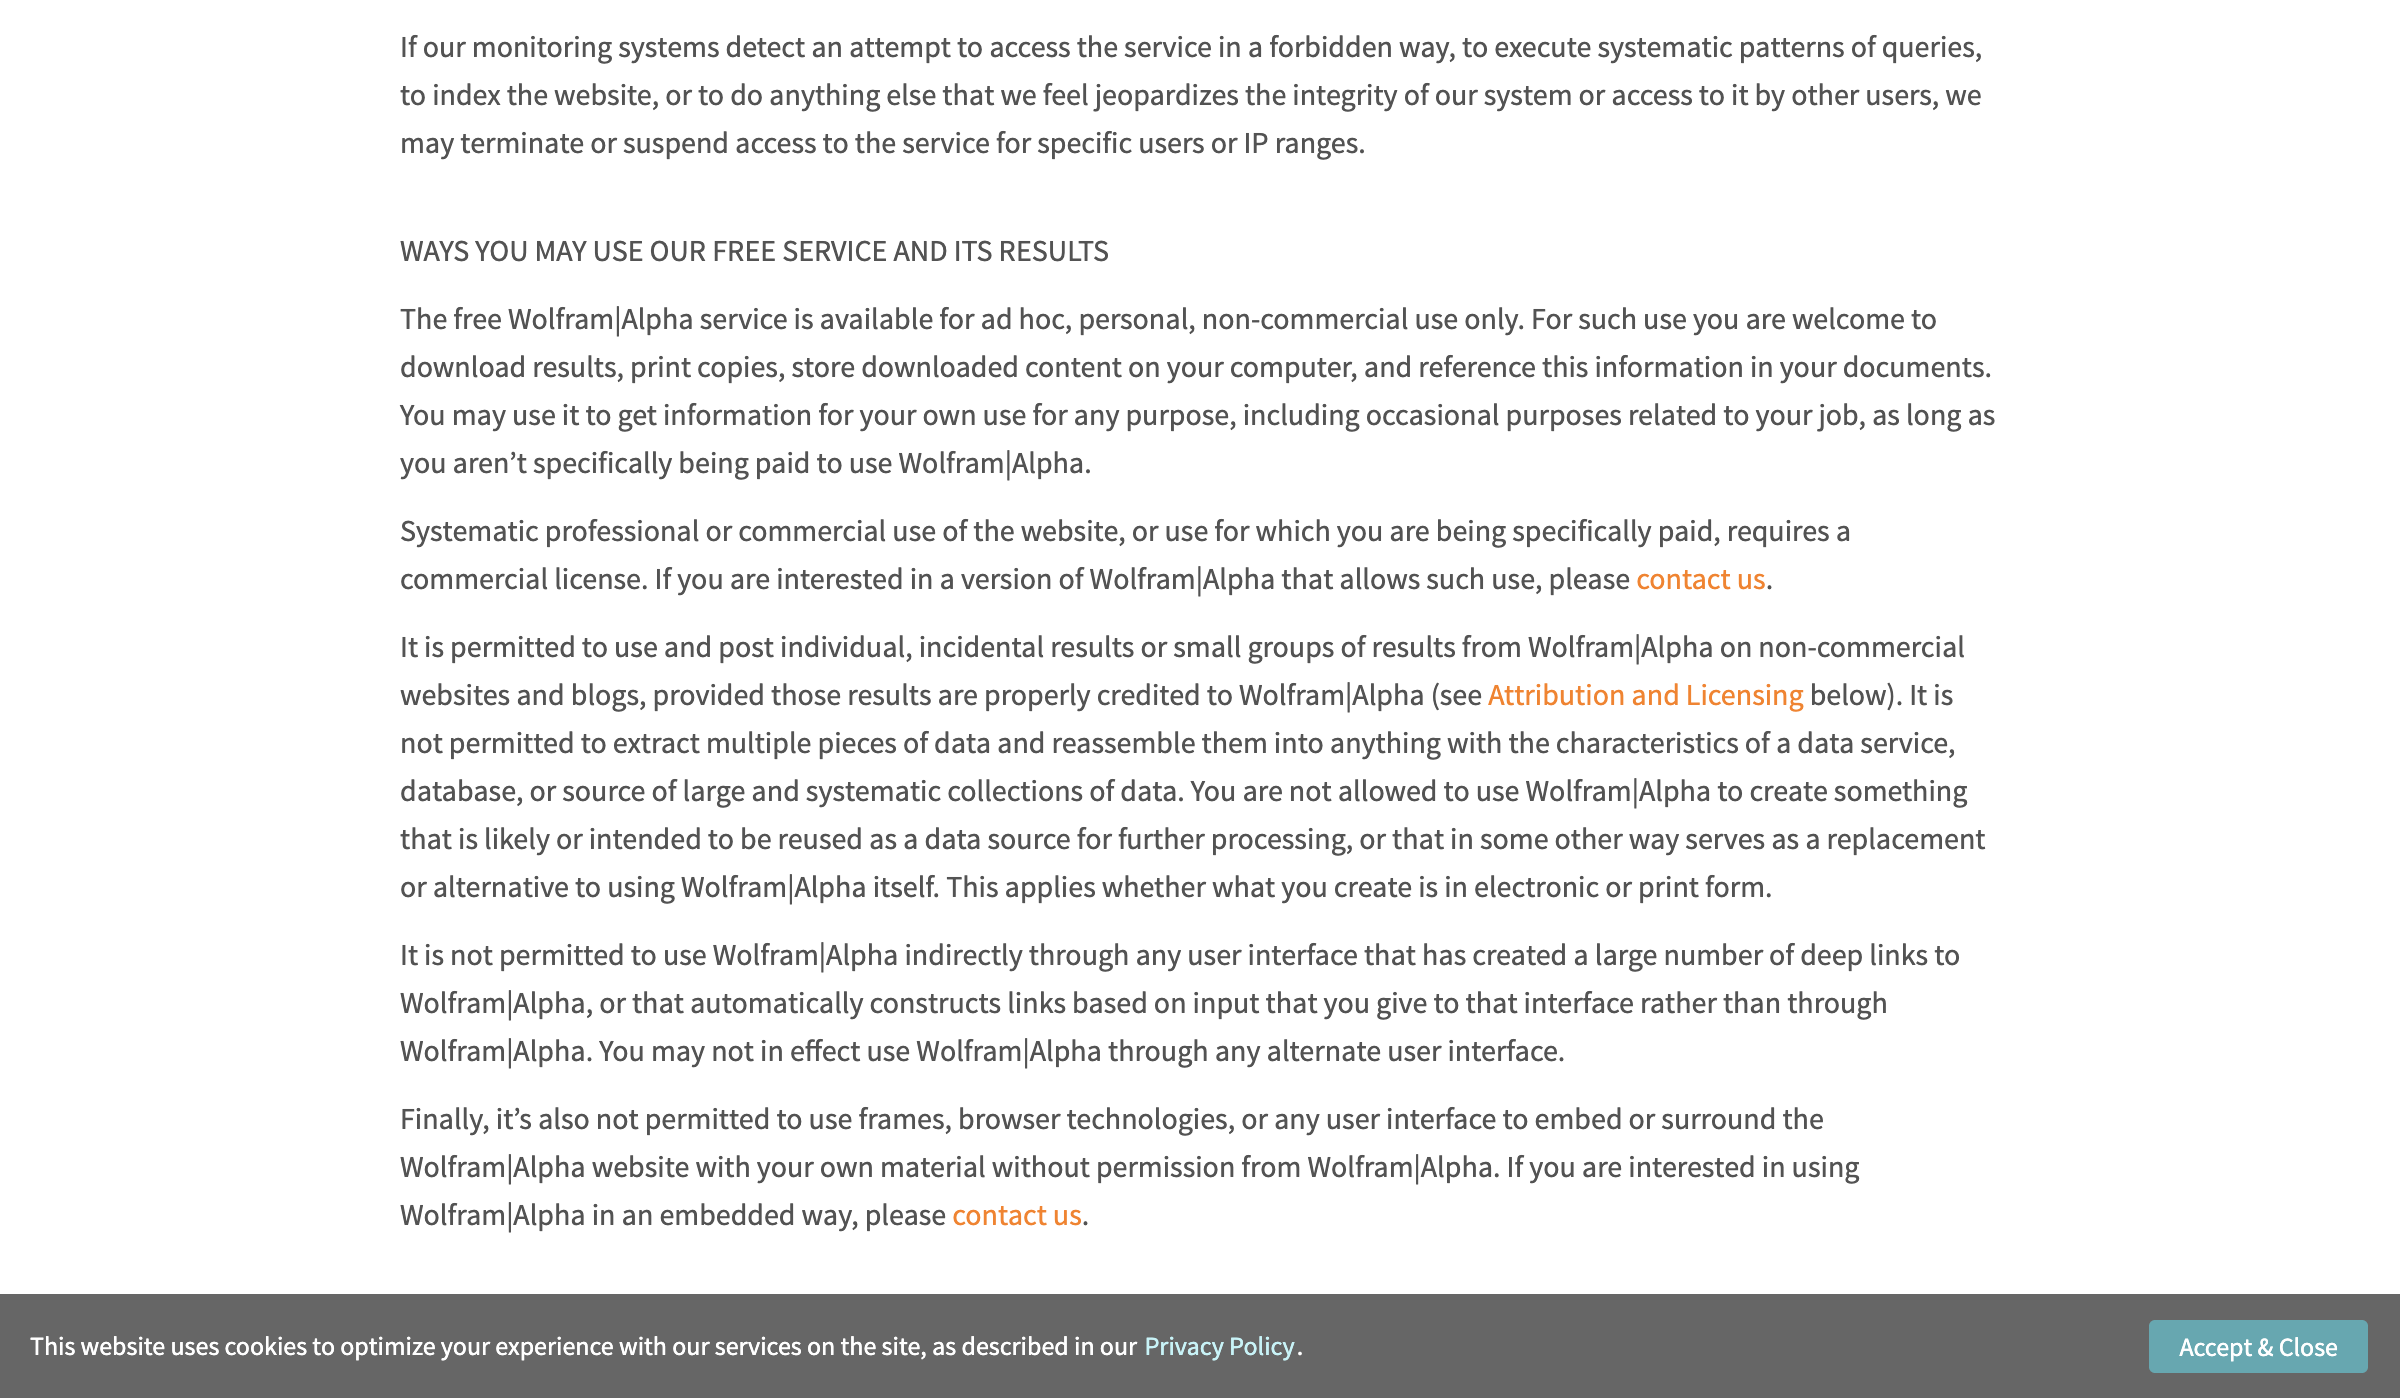 If our monitoring systems detect an attempt to access the service in a forbidden way, to execute systematic patterns of queries,
to index the website, or to do anything else that we feel jeopardizes the integrity of our system or access to it by other users, we
may terminate or suspend access to the service for specific users or IP ranges.
WAYS YOU MAY USE OUR FREE SERVICE AND ITS RESULTS
The free Wolfram|Alpha service is available for ad hoc, personal, non-commercial use only. For such use you are welcome to
download results, print copies, store downloaded content on your computer, and reference this information in your documents.
You may use it to get information for your own use for any purpose, including occasional purposes related to your job, as long as
you aren’t specifically being paid to use Wolfram|Alpha.
Systematic professional or commercial use of the website, or use for which you are being specifically paid, requires a
commercial license. If you are interested in a version of Wolfram|Alpha that allows such use, please contact us.
It is permitted to use and post individual, incidental results or small groups of results from Wolfram|Alpha on non-commercial
websites and blogs, provided those results are properly credited to Wolfram|Alpha (see Attribution and Licensing below). It is
not permitted to extract multiple pieces of data and reassemble them into anything with the characteristics of a data service,
database, or source of large and systematic collections of data. You are not allowed to use Wolfram|Alpha to create something
that is likely or intended to be reused as a data source for further processing, or that in some other way serves as a replacement
or alternative to using Wolfram|Alpha itself. This applies whether what you create is in electronic or print form.
It is not permitted to use Wolfram|Alpha indirectly through any user interface that has created a large number of deep links to
Wolfram|Alpha, or that automatically constructs links based on input that you give to that interface rather than through
Wolfram|Alpha. You may not in effect use Wolfram|Alpha through any alternate user interface.
Finally, it’s also not permitted to use frames, browser technologies, or any user interface to embed or surround the
Wolfram|Alpha website with your own material without permission from Wolfram|Alpha. If you are interested in using
Wolfram|Alpha in an embedded way, please contact us.
This website uses cookies to optimize your experience with our services on the site, as described in our Privacy Policy.
Accept & Close